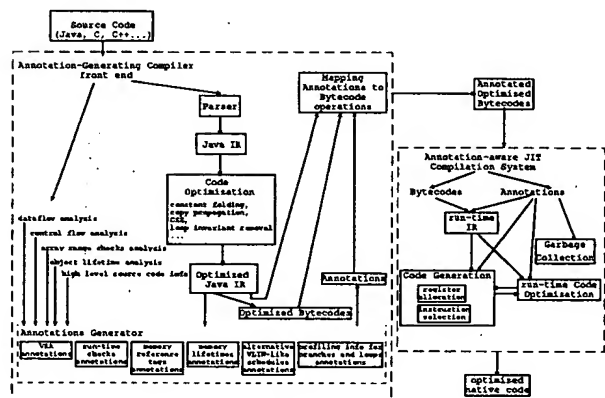 Source Code
(Java, C, C++...)
Annotation-Generating Compiler
front end
Parser
Java IR
Code
Optimization
constant folding,
copy propagation,
CSE,
loop invariant removal
...
Optimized
Java IR
Mapping
Annotations to
Bytecode
operations
Annotated
Optimized
Bytecodes
dataflow analysis
control flow analysis
array range checks analysis
object lifetime analysis
high level source code info
Optimized Bytecodes
Annotations
Annotations Generator
VRA
annotations
run-time
checks
annotations
memory
reference
tags
annotations
memory
lifetimes
annotations
alternative
VLIW-like
schedules
annotations
profiling info for
branches and loops
annotations
Annotation-aware JIT
Compilation System
Bytecodes
Annotations
run-time
IR
Garbage
Collection
Code Generation
register
allocation
instruction
selection
run-time Code
Optimization
optimized
native code